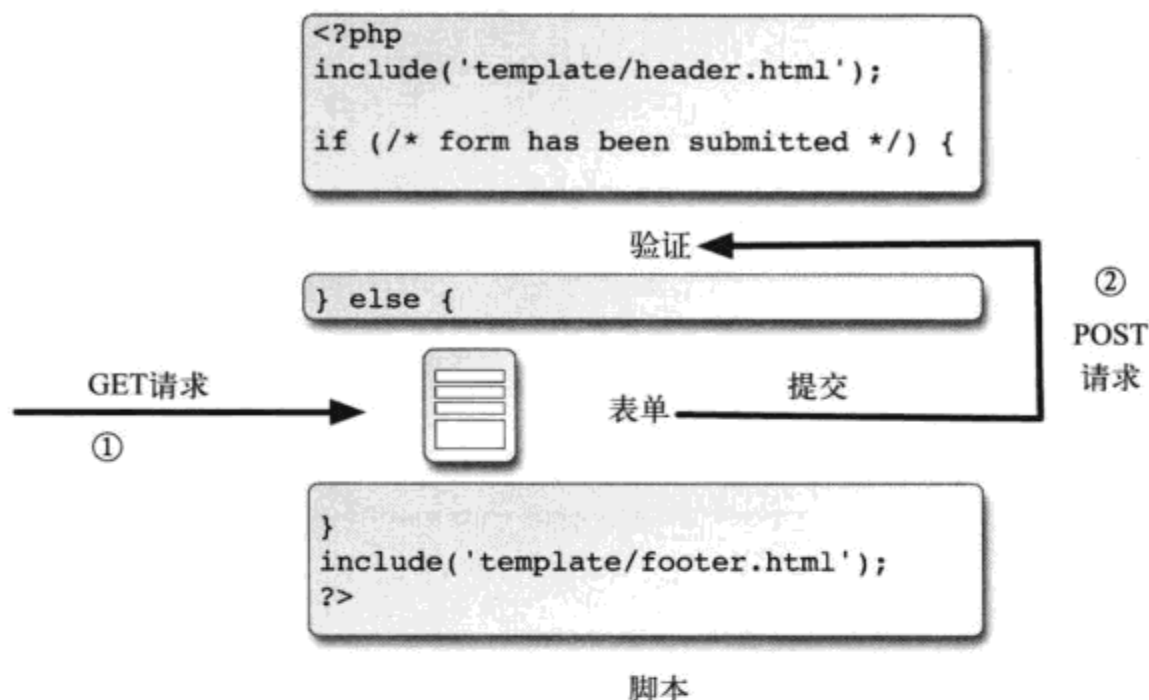 <?php
include('template/header.html');
if (/* form has been submitted */) {
验证
} else {
②
POST
请求
GET请求
①
表单
提交
}
include('template/footer.html');
?>
脚本